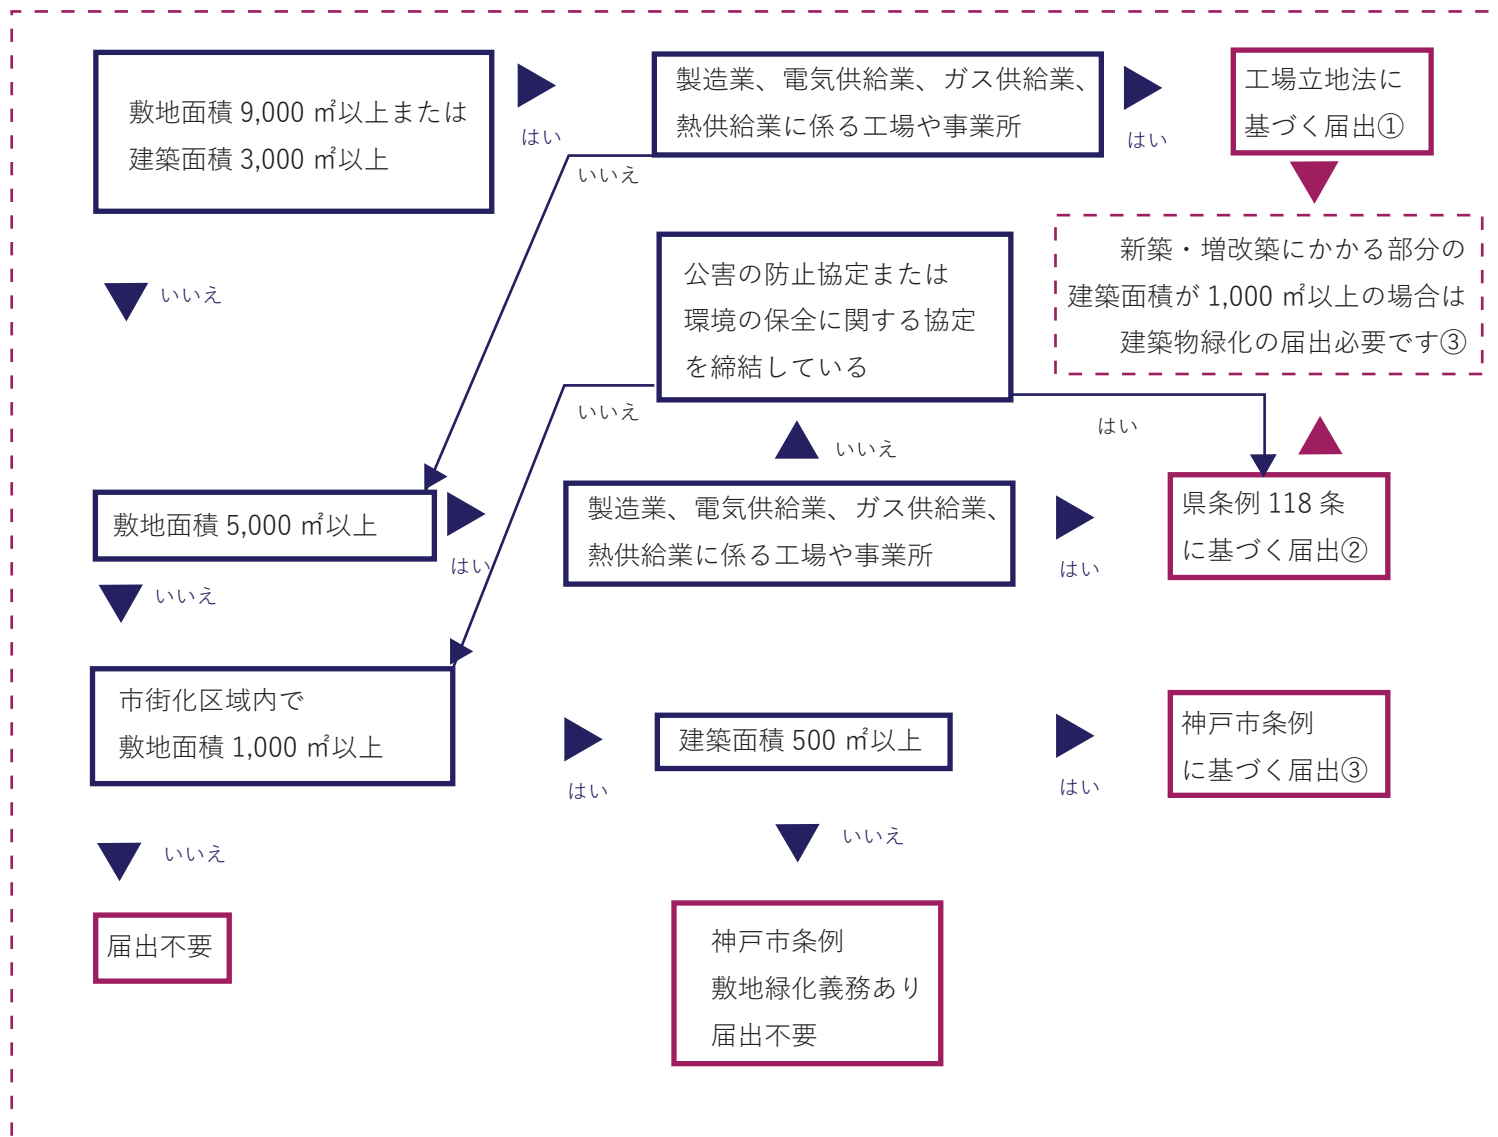 敷地面積 9,000 ㎡以上または
建築面積 3,000 ㎡以上
はい
製造業、電気供給業、ガス供給業、
熱供給業に係る工場や事業所
はい
工場立地法に
基づく届出①
いいえ
新築・増改築にかかる部分の
建築面積が 1,000 ㎡以上の場合は
建築物緑化の届出必要です③
公害の防止協定または
環境の保全に関する協定
を締結している
いいえ
いいえ
はい
いいえ
敷地面積 5,000 ㎡以上
はい
製造業、電気供給業、ガス供給業、
熱供給業に係る工場や事業所
はい
県条例 118 条
に基づく届出②
いいえ
市街化区域内で
敷地面積 1,000 ㎡以上
はい
建築面積 500 ㎡以上
はい
神戸市条例
に基づく届出③
いいえ
いいえ
届出不要
神戸市条例
敷地緑化義務あり
届出不要